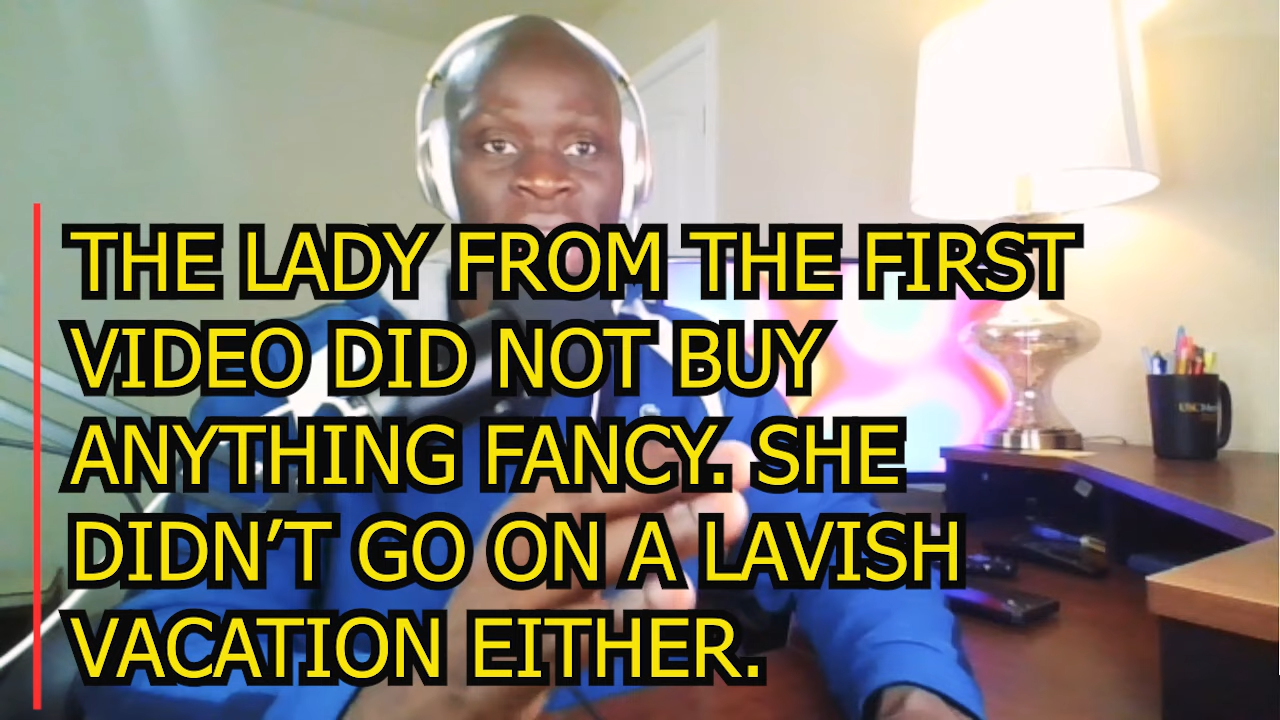 THE LADY FROM THE FIRST
VIDEO DID NOT BUY
ANYTHING FANCY. SHE
DIDN’T GO ON A LAVISH
VACATION EITHER.